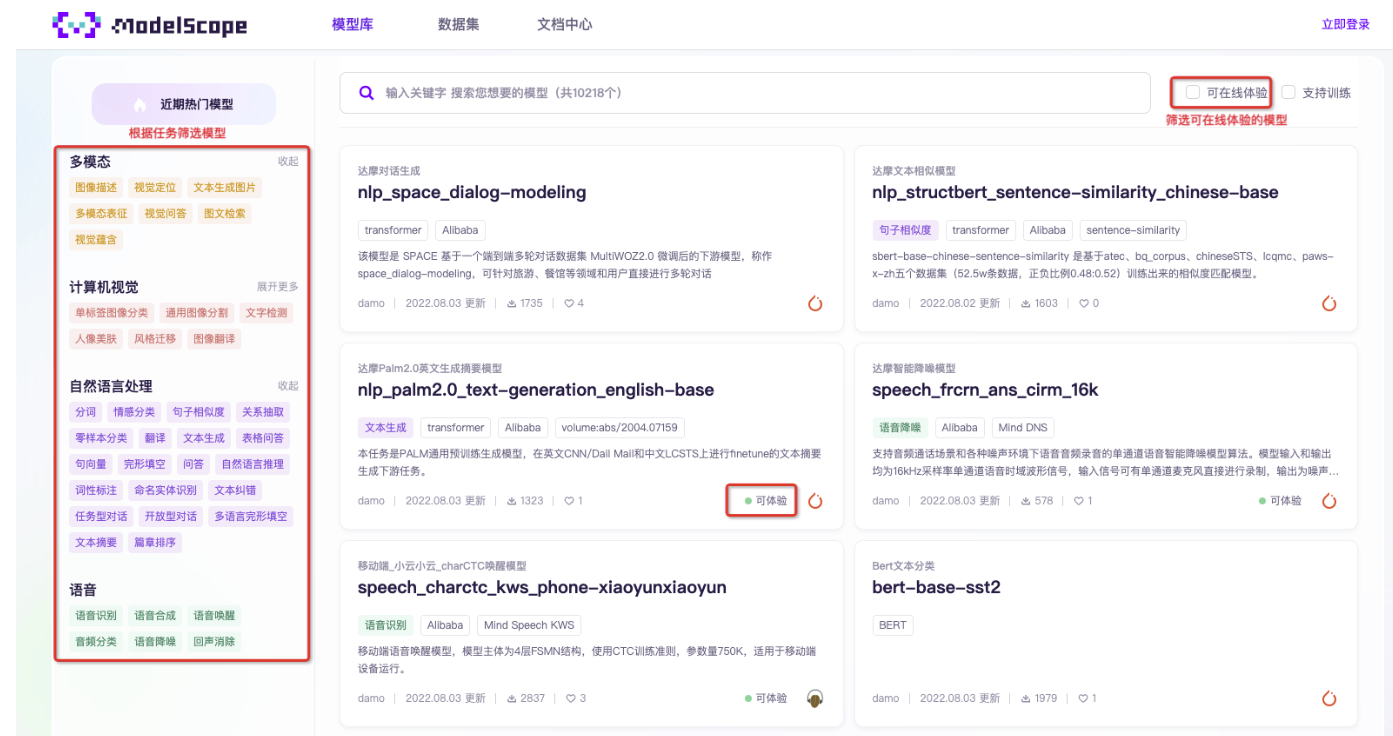 ModelScope
模型库
数据集
文档中心
立即登录
近期热门模型
根据任务筛选模型
多模态 收起
图像描述 视觉定位 文本生成图片
多模态表征 视觉问答 图文检索
视觉蕴含
计算机视觉 展开更多
单标签图像分类 通用图像分割 文字检测
人像美肤 风格迁移 图像翻译
自然语言处理 收起
分词 情感分类 句子相似度 关系抽取
零样本分类 翻译 文本生成 表格问答
句向量 完形填空 问答 自然语言推理
词性标注 命名实体识别 文本纠错
任务型对话 开放型对话 多语言完形填空
文本摘要 篇章排序
语音
语音识别 语音合成 语音唤醒
音频分类 语音降噪 回声消除
输入关键字 搜索您想要的模型（共10218个）
可在线体验 支持训练
筛选可在线体验的模型
达摩对话生成
nlp_space_dialog-modeling
transformer Alibaba
该模型是 SPACE 基于一个端到端多轮对话数据集 MultiWOZ2.0 微调后的下游模型，称作
space_dialog-modeling，可针对旅游、餐馆等领域和用户直接进行多轮对话
damo | 2022.08.03 更新 | 1735 | 4
达摩文本相似模型
nlp_structbert_sentence-similarity_chinese-base
句子相似度 transformer Alibaba sentence-similarity
sbert-base-chinese-sentence-similarity 是基于atec、bq_corpus、chineseSTS、lcqmc、paws-
x-zh五个数据集（52.5w条数据，正负比例0.48:0.52）训练出来的相似度匹配模型。
damo | 2022.08.02 更新 | 1603 | 0
达摩Palm2.0英文生成摘要模型
nlp_palm2.0_text-generation_english-base
文本生成 transformer Alibaba volume:abs/2004.07159
本任务是PALM通用预训练生成模型，在英文CNN/Dail Mail和中文LCSTS上进行finetune的文本摘要
生成下游任务。
damo | 2022.08.03 更新 | 1323 | 1 可体验
达摩智能降噪模型
speech_frcrn_ans_cirm_16k
语音降噪 Alibaba Mind DNS
支持音频通话场景和各种噪声环境下语音音频录音的单通道语音智能降噪模型算法。模型输入和输出
均为16kHz采样率单通道语音时域波形信号，输入信号可有单通道麦克风直接进行录制，输出为噪声...
damo | 2022.08.03 更新 | 578 | 1 可体验
移动端_小云小云_charCTC唤醒模型
speech_charctc_kws_phone-xiaoyunxiaoyun
语音识别 Alibaba Mind Speech KWS
移动端语音唤醒模型，模型主体为4层FSMN结构，使用CTC训练准则，参数量750K，适用于移动端
设备运行。
damo | 2022.08.03 更新 | 2837 | 3 可体验
Bert文本分类
bert-base-sst2
BERT
damo | 2022.08.03 更新 | 1979 | 1